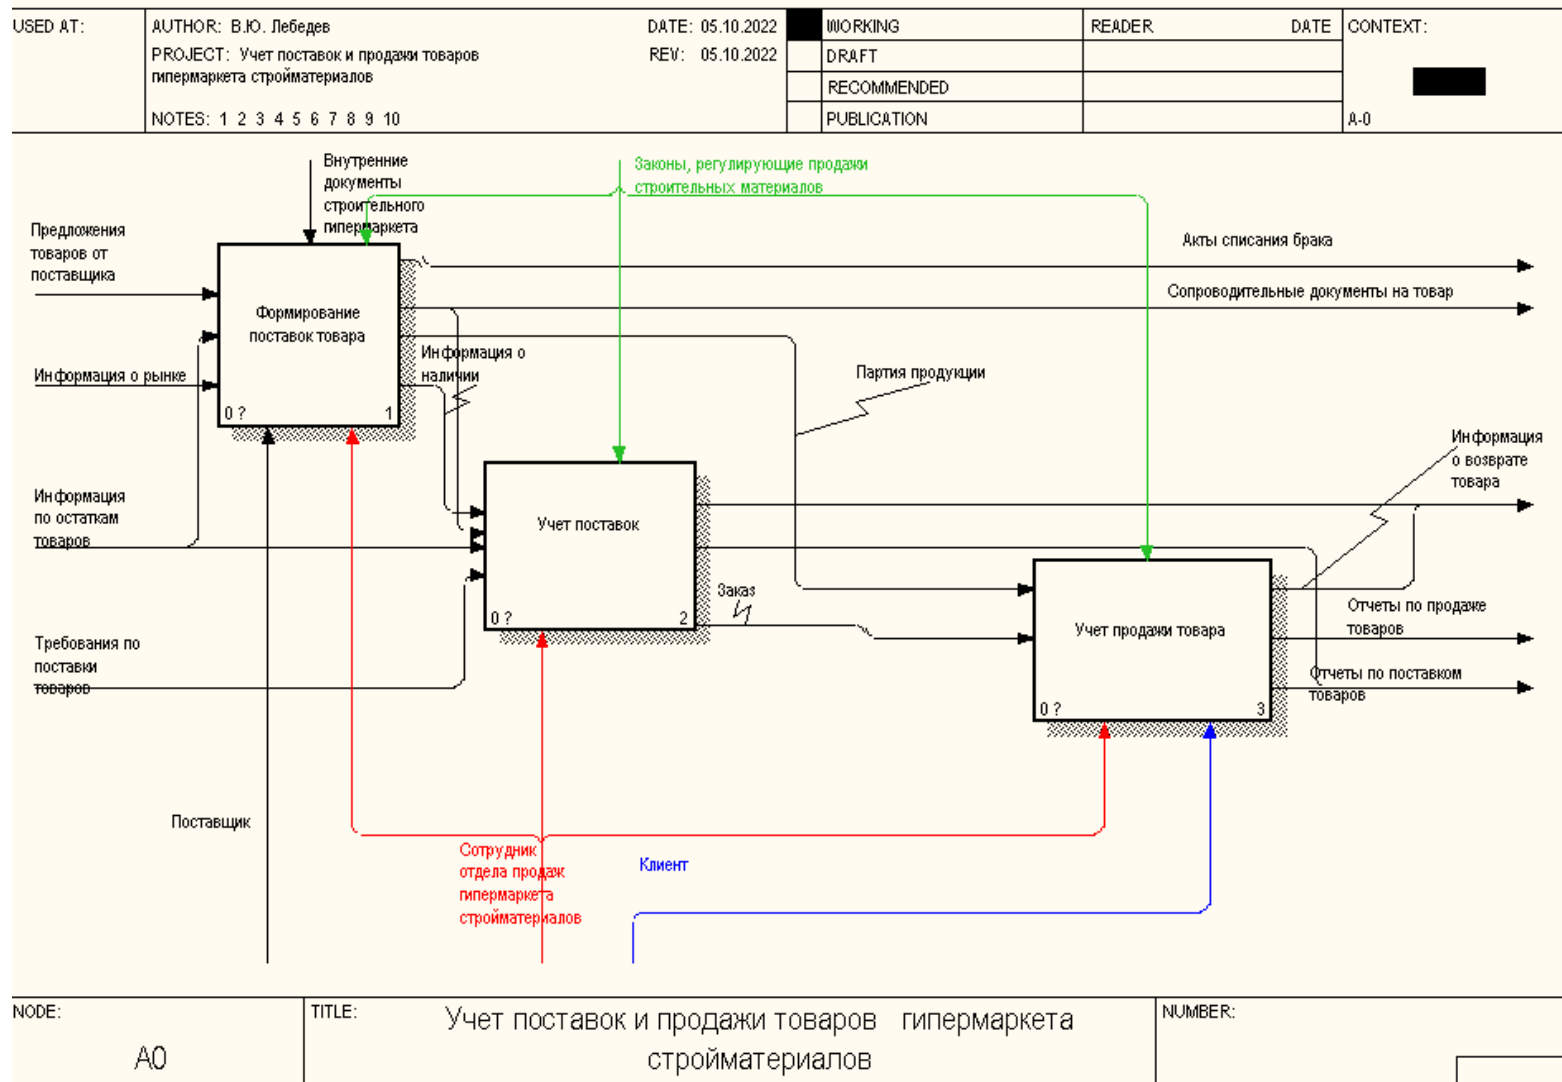 USED AT:
AUTHOR: В.Ю. Лебедев
DATE: 05.10.2022
PROJECT: Учет поставок и продажи товаров
гипермаркета стройматериалов
REV: 05.10.2022
NOTES: 1 2 3 4 5 6 7 8 9 10
WORKING
DRAFT
RECOMMENDED
PUBLICATION
READER
DATE
CONTEXT:
A-0
Внутренние
документы
строительного
гипермаркета
Законы, регулирующие продажи
строительных материалов
Предложения
товаров от
поставщика
Акты списания брака
Сопроводительные документы на товар
Формирование
поставок товара
0 ?
1
Информация о
наличии
Информация о рынке
Партия продукции
Информация
о возврате
товара
Информация
по остаткам
товаров
Учет поставок
0 ?
2
Заказ
Требования по
поставки
товаров
Учет продажи товара
0 ?
3
Отчеты по продаже
товаров
Отчеты по поставком
товаров
Поставщик
Сотрудник
отдела продаж
гипермаркета
стройматериалов
Клиент
NODE:
A0
TITLE:
Учет поставок и продажи товаров гипермаркета
стройматериалов
NUMBER: